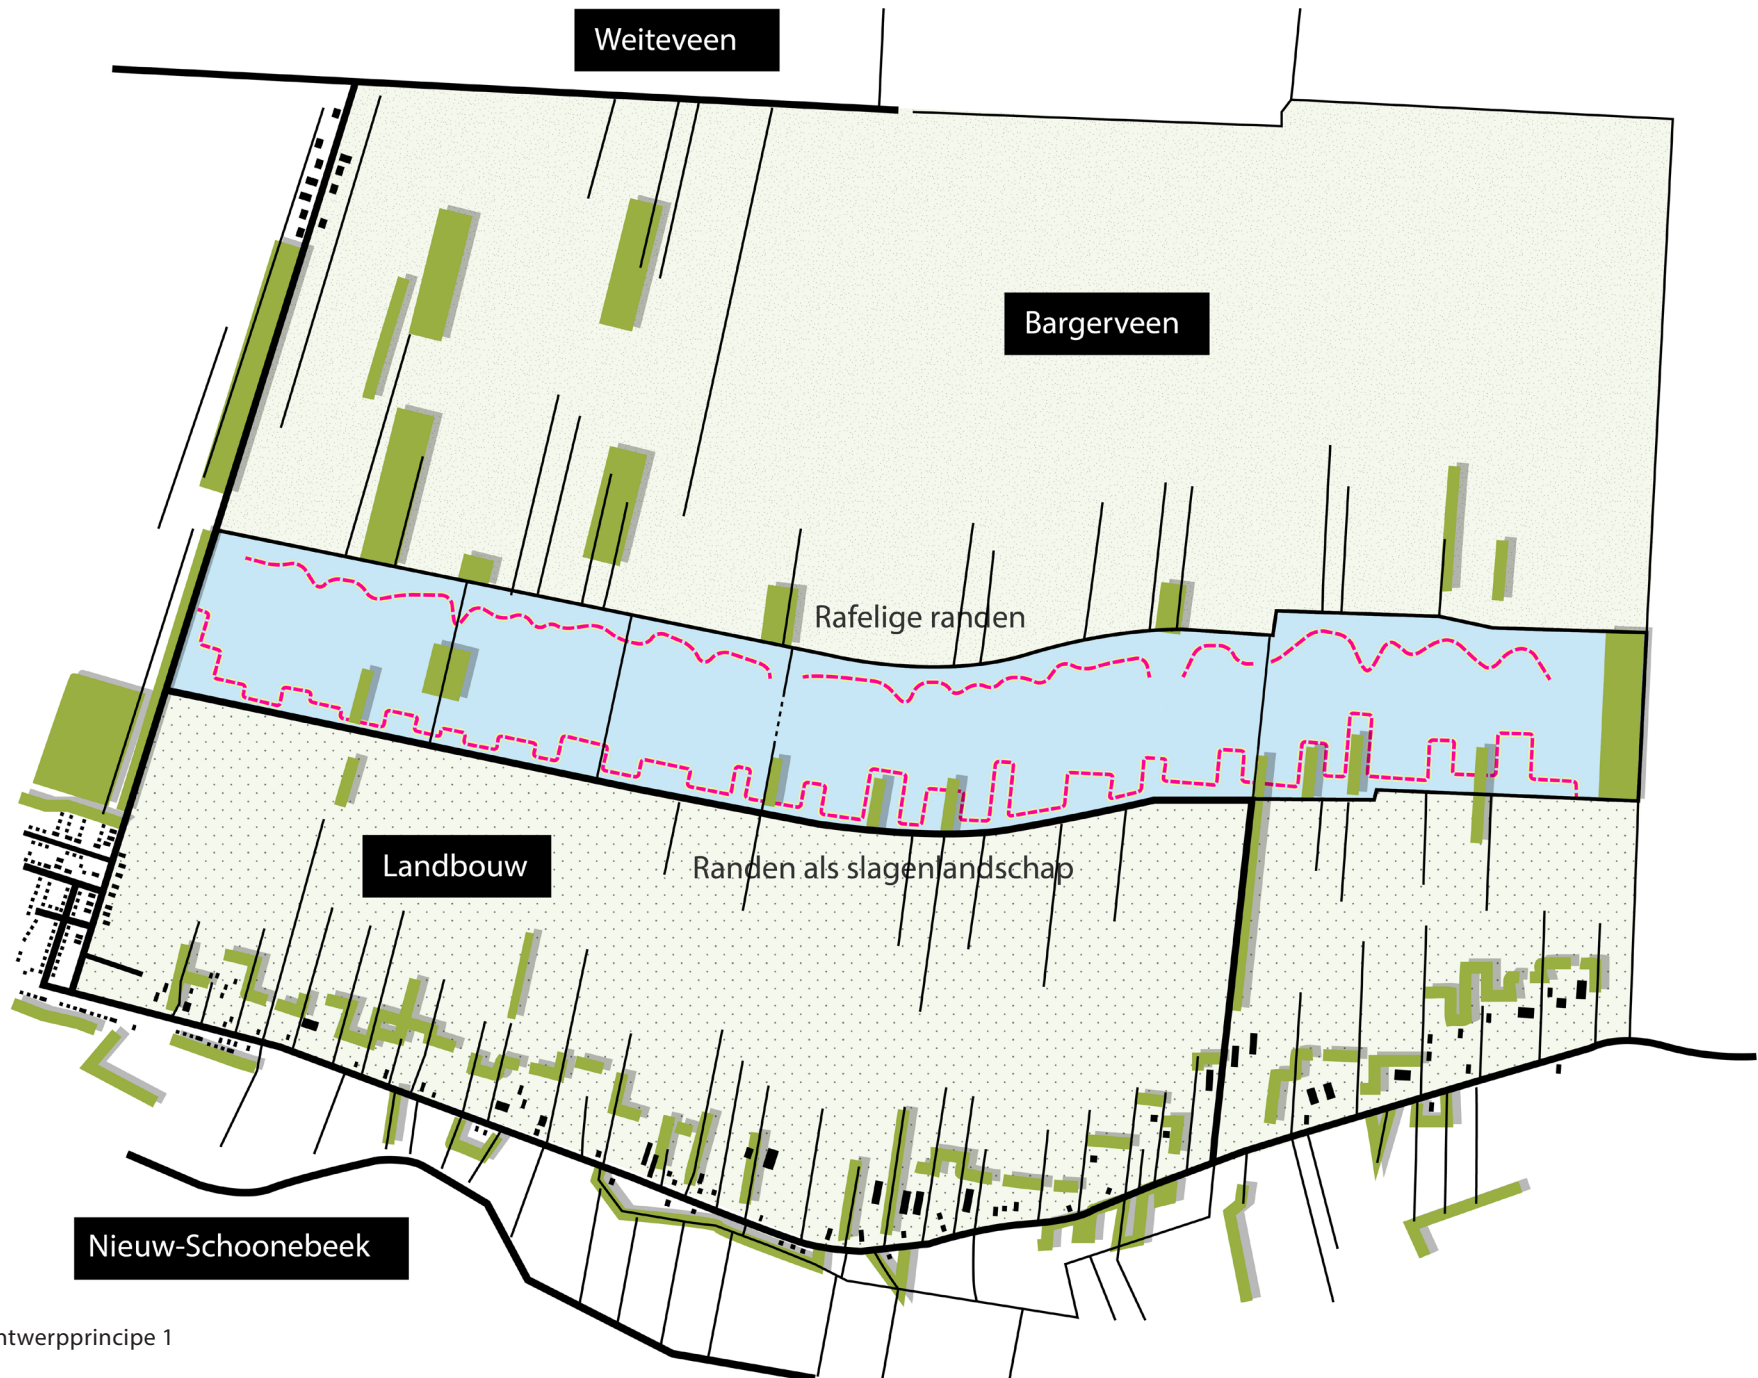 Weiteveen
Bargerveen
Rafelige randen
Landbouw
Randen als slagenlandschap
Nieuw-Schoonebeek
ntwerpprincipe 1